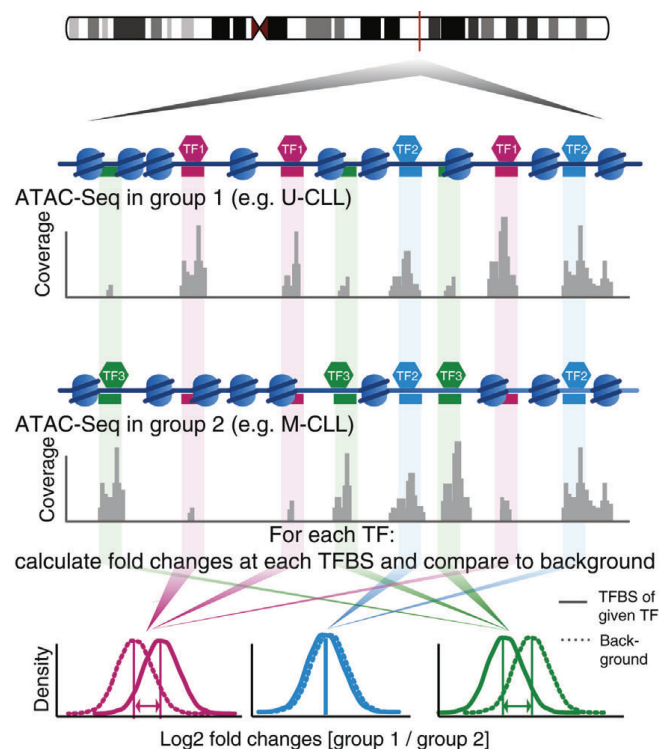 TF1 TF1 TF2 TF1 TF2
ATAC-Seq in group 1 (e.g. U-CLL)
Coverage
TF3 TF3 TF2 TF3 TF2
ATAC-Seq in group 2 (e.g. M-CLL)
Coverage
For each TF:
calculate fold changes at each TFBS and compare to background
TFBS of
given TF
Back-
ground
Density
Log2 fold changes [group 1 / group 2]